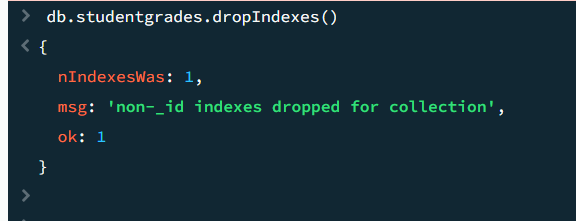 > db.studentgrades.dropIndexes()
< {
nIndexesWas: 1,
msg: 'non-_id indexes dropped for collection',
ok: 1
}
>